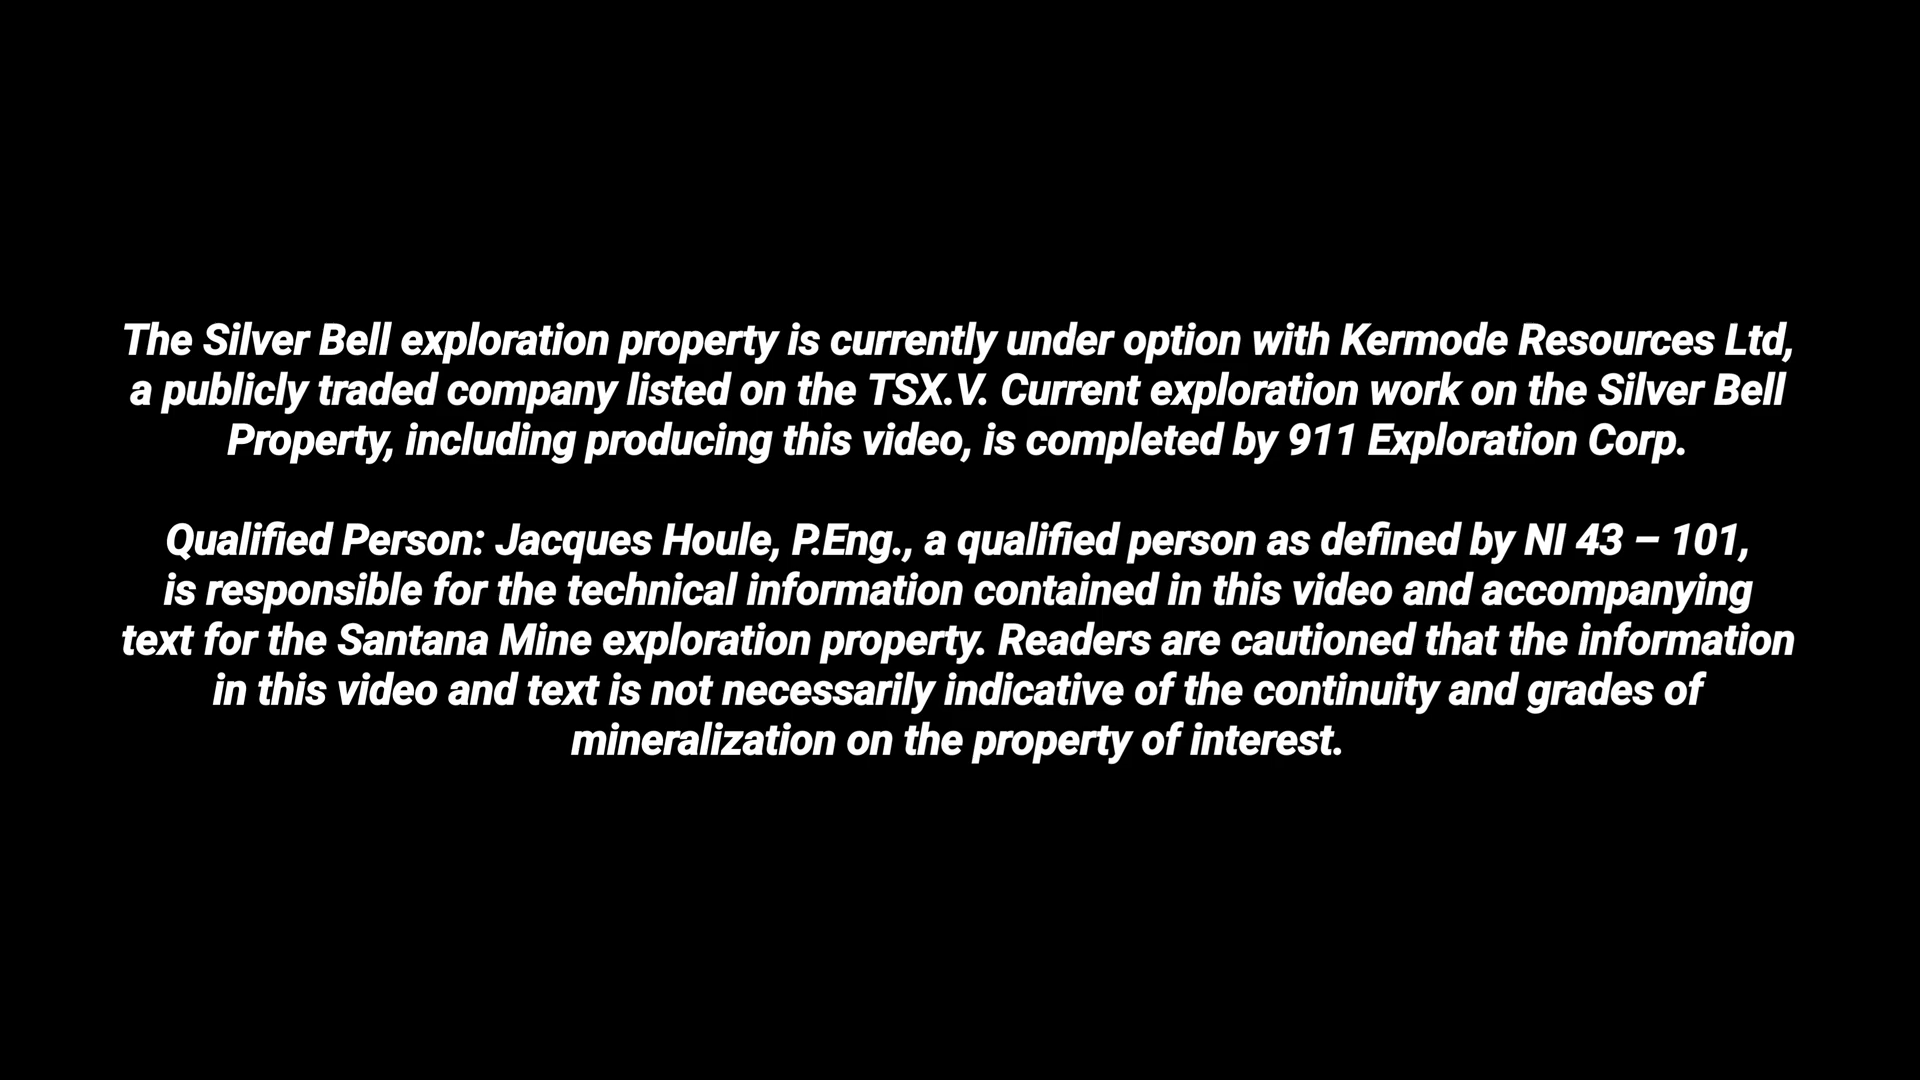 The Silver Bell exploration property is currently under option with Kermode Resources Ltd,
a publicly traded company listed on the TSX.V. Current exploration work on the Silver Bell
Property, including producing this video, is completed by 911 Exploration Corp.
Qualified Person: Jacques Houle, P.Eng., a qualified person as defined by NI 43 – 101,
is responsible for the technical information contained in this video and accompanying
text for the Santana Mine exploration property. Readers are cautioned that the information
in this video and text is not necessarily indicative of the continuity and grades of
mineralization on the property of interest.